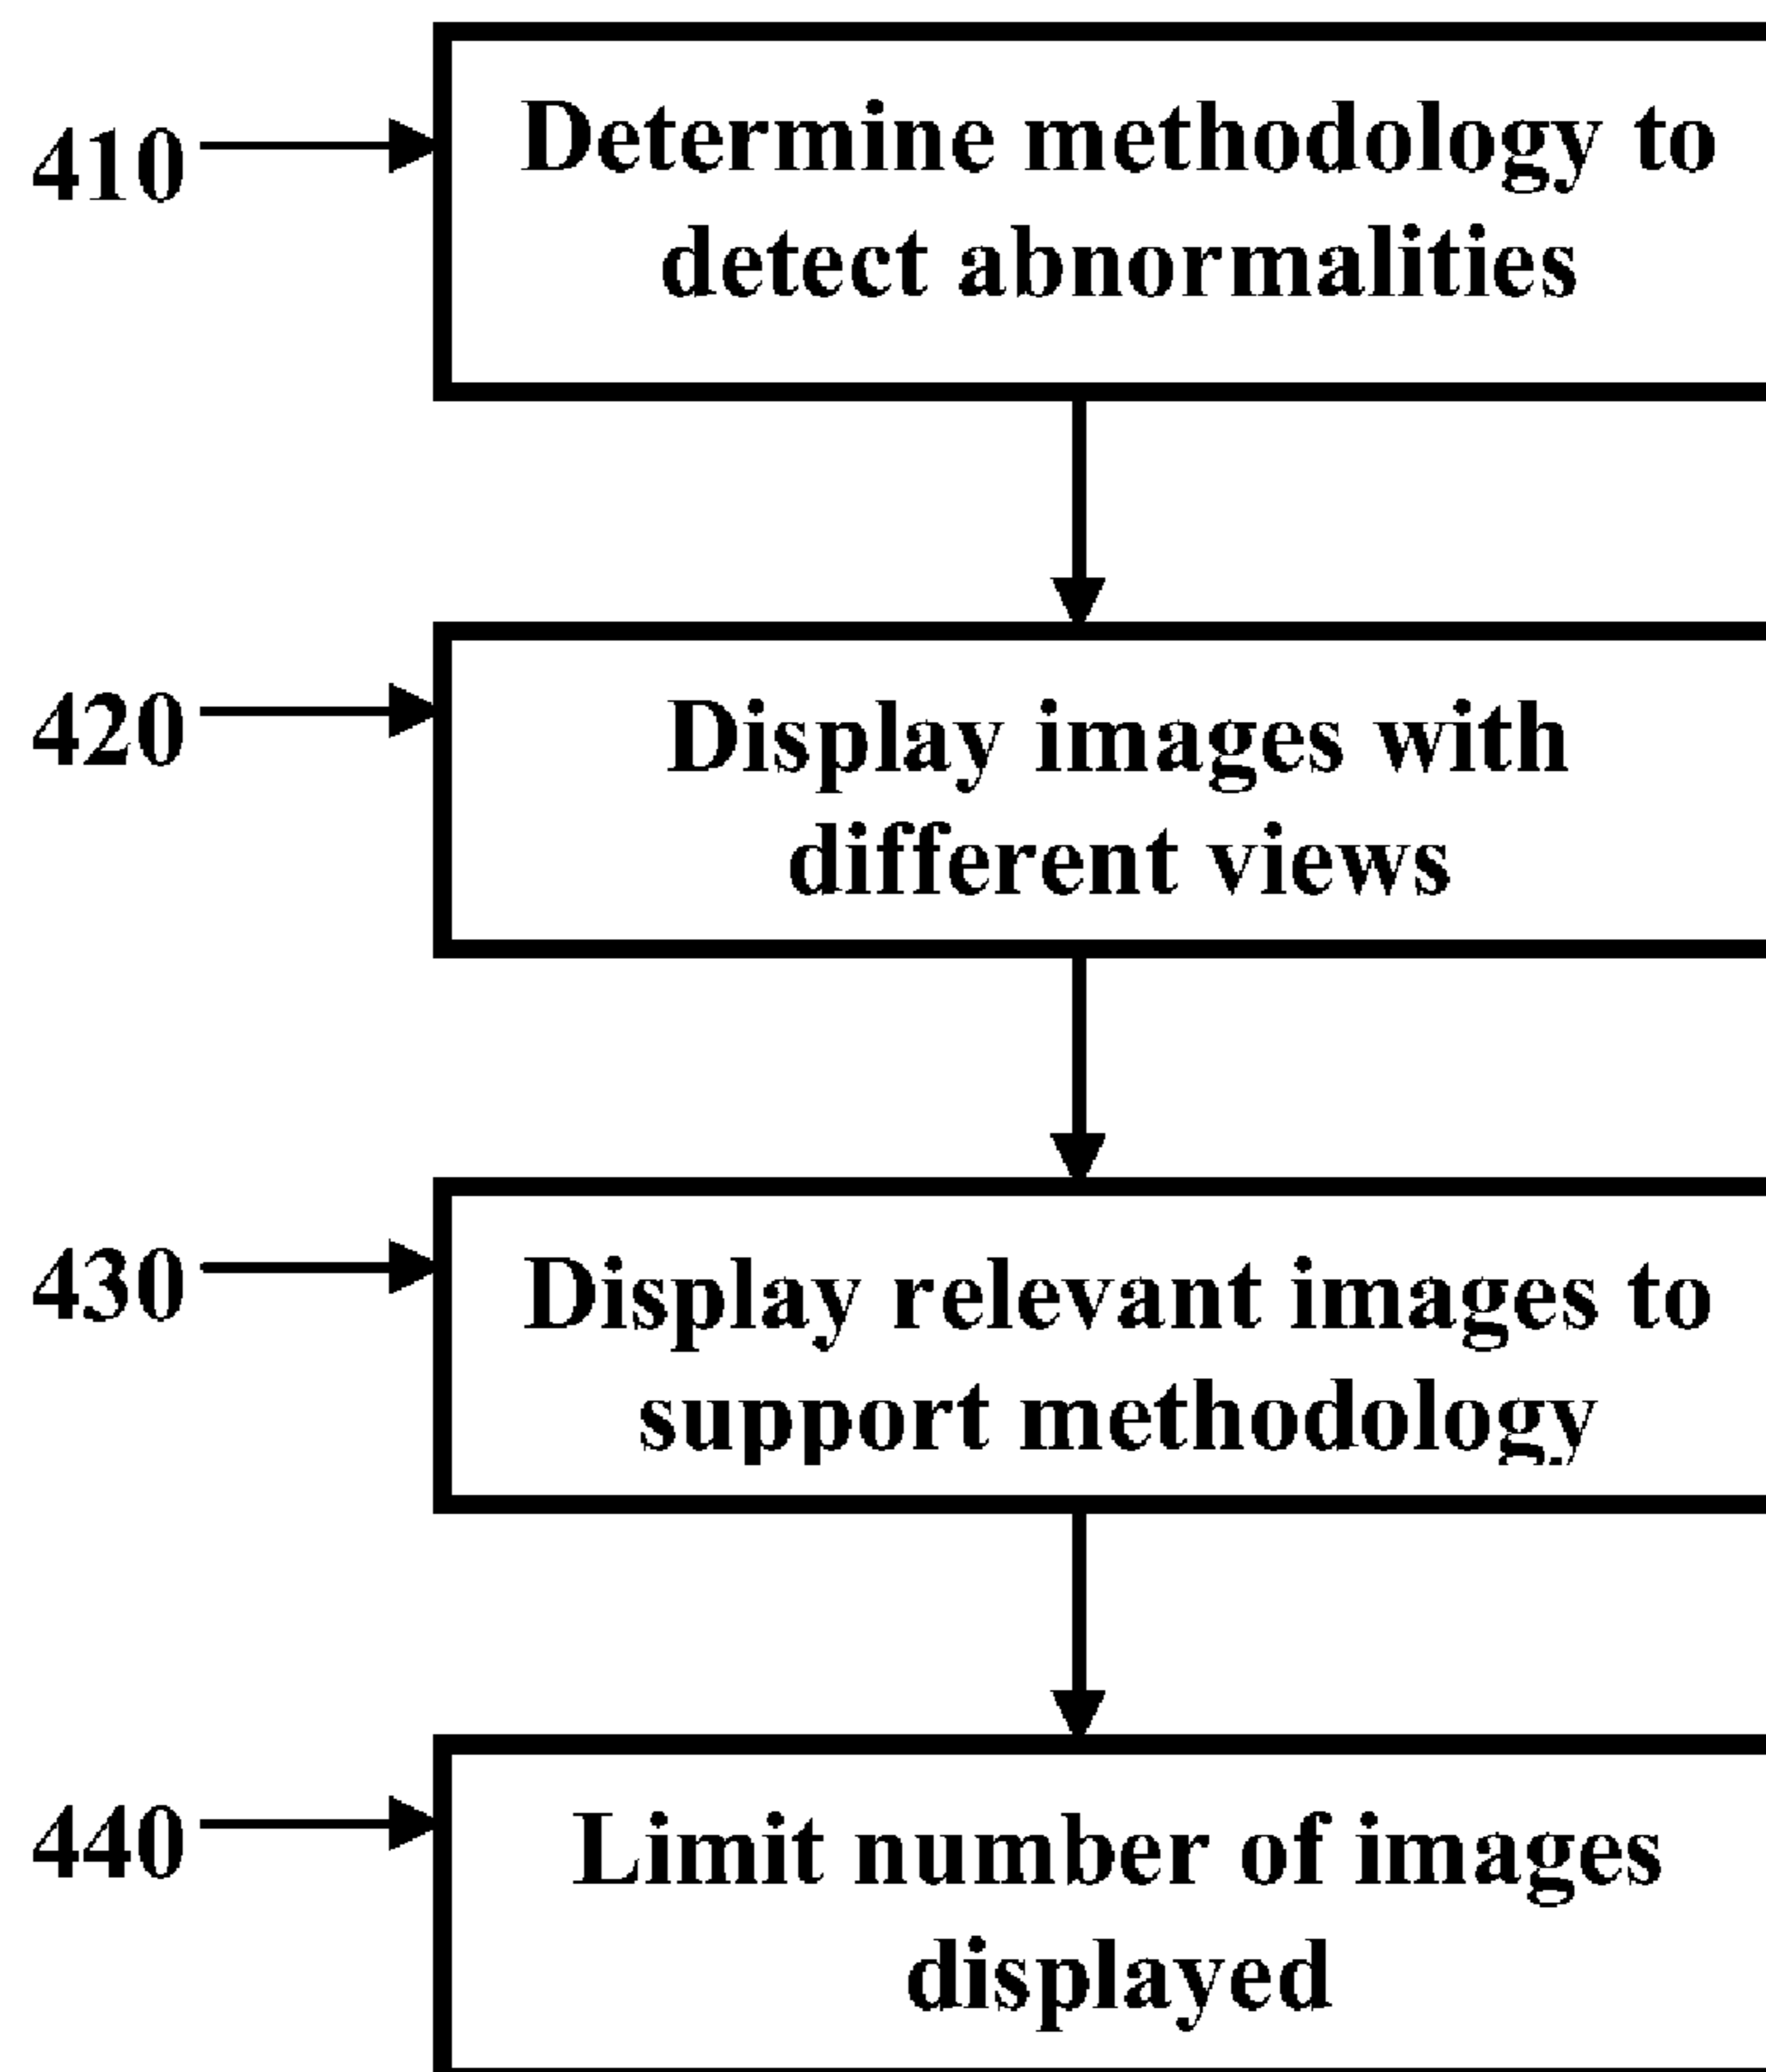 410
Determine methodology to
detect abnormalities
420
Display images with
different views
430
Display relevant images to
support methodology
440
Limit number of images
displayed